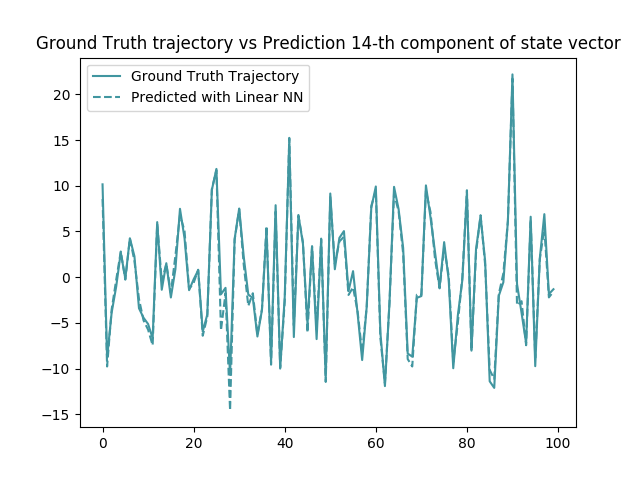 Ground Truth trajectory vs Prediction 14-th component of state vector
Ground Truth Trajectory
Predicted with Linear NN
20
15
10
5
0
−5
−10
−15
0 20 40 60 80 100